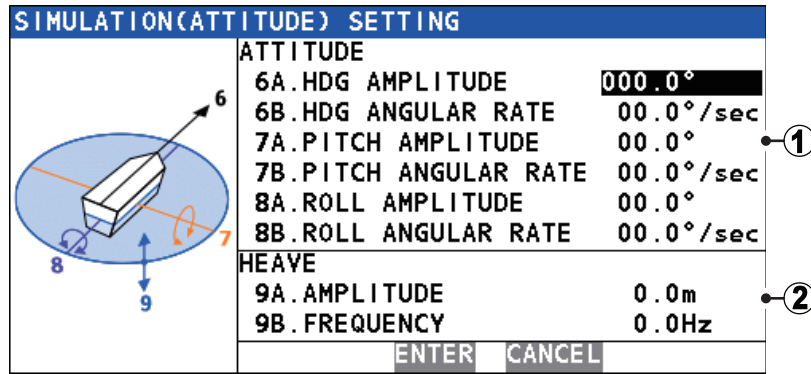 SIMULATION(ATTITUDE) SETTING
ATTITUDE
6A.HDG AMPLITUDE 000.0°
6B.HDG ANGULAR RATE 00.0°/sec
7A.PITCH AMPLITUDE 00.0°
7B.PITCH ANGULAR RATE 00.0°/sec
8A.ROLL AMPLITUDE 00.0°
8B.ROLL ANGULAR RATE 00.0°/sec
1
HEAVE
9A.AMPLITUDE 0.0m
9B.FREQUENCY 0.0Hz
2
ENTER CANCEL
6
7
8
9